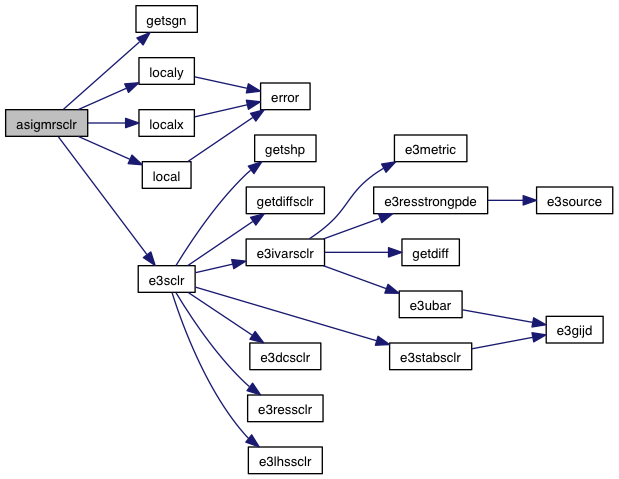 getsgn
localy
error
asigmrsclr
localx
local
getshp
e3metric
getdiffsclr
e3resstrongpde
e3source
e3ivarsclr
getdiff
e3sclr
e3ubar
e3gijd
e3dcsclr
e3stabsclr
e3ressclr
e3lhssclr